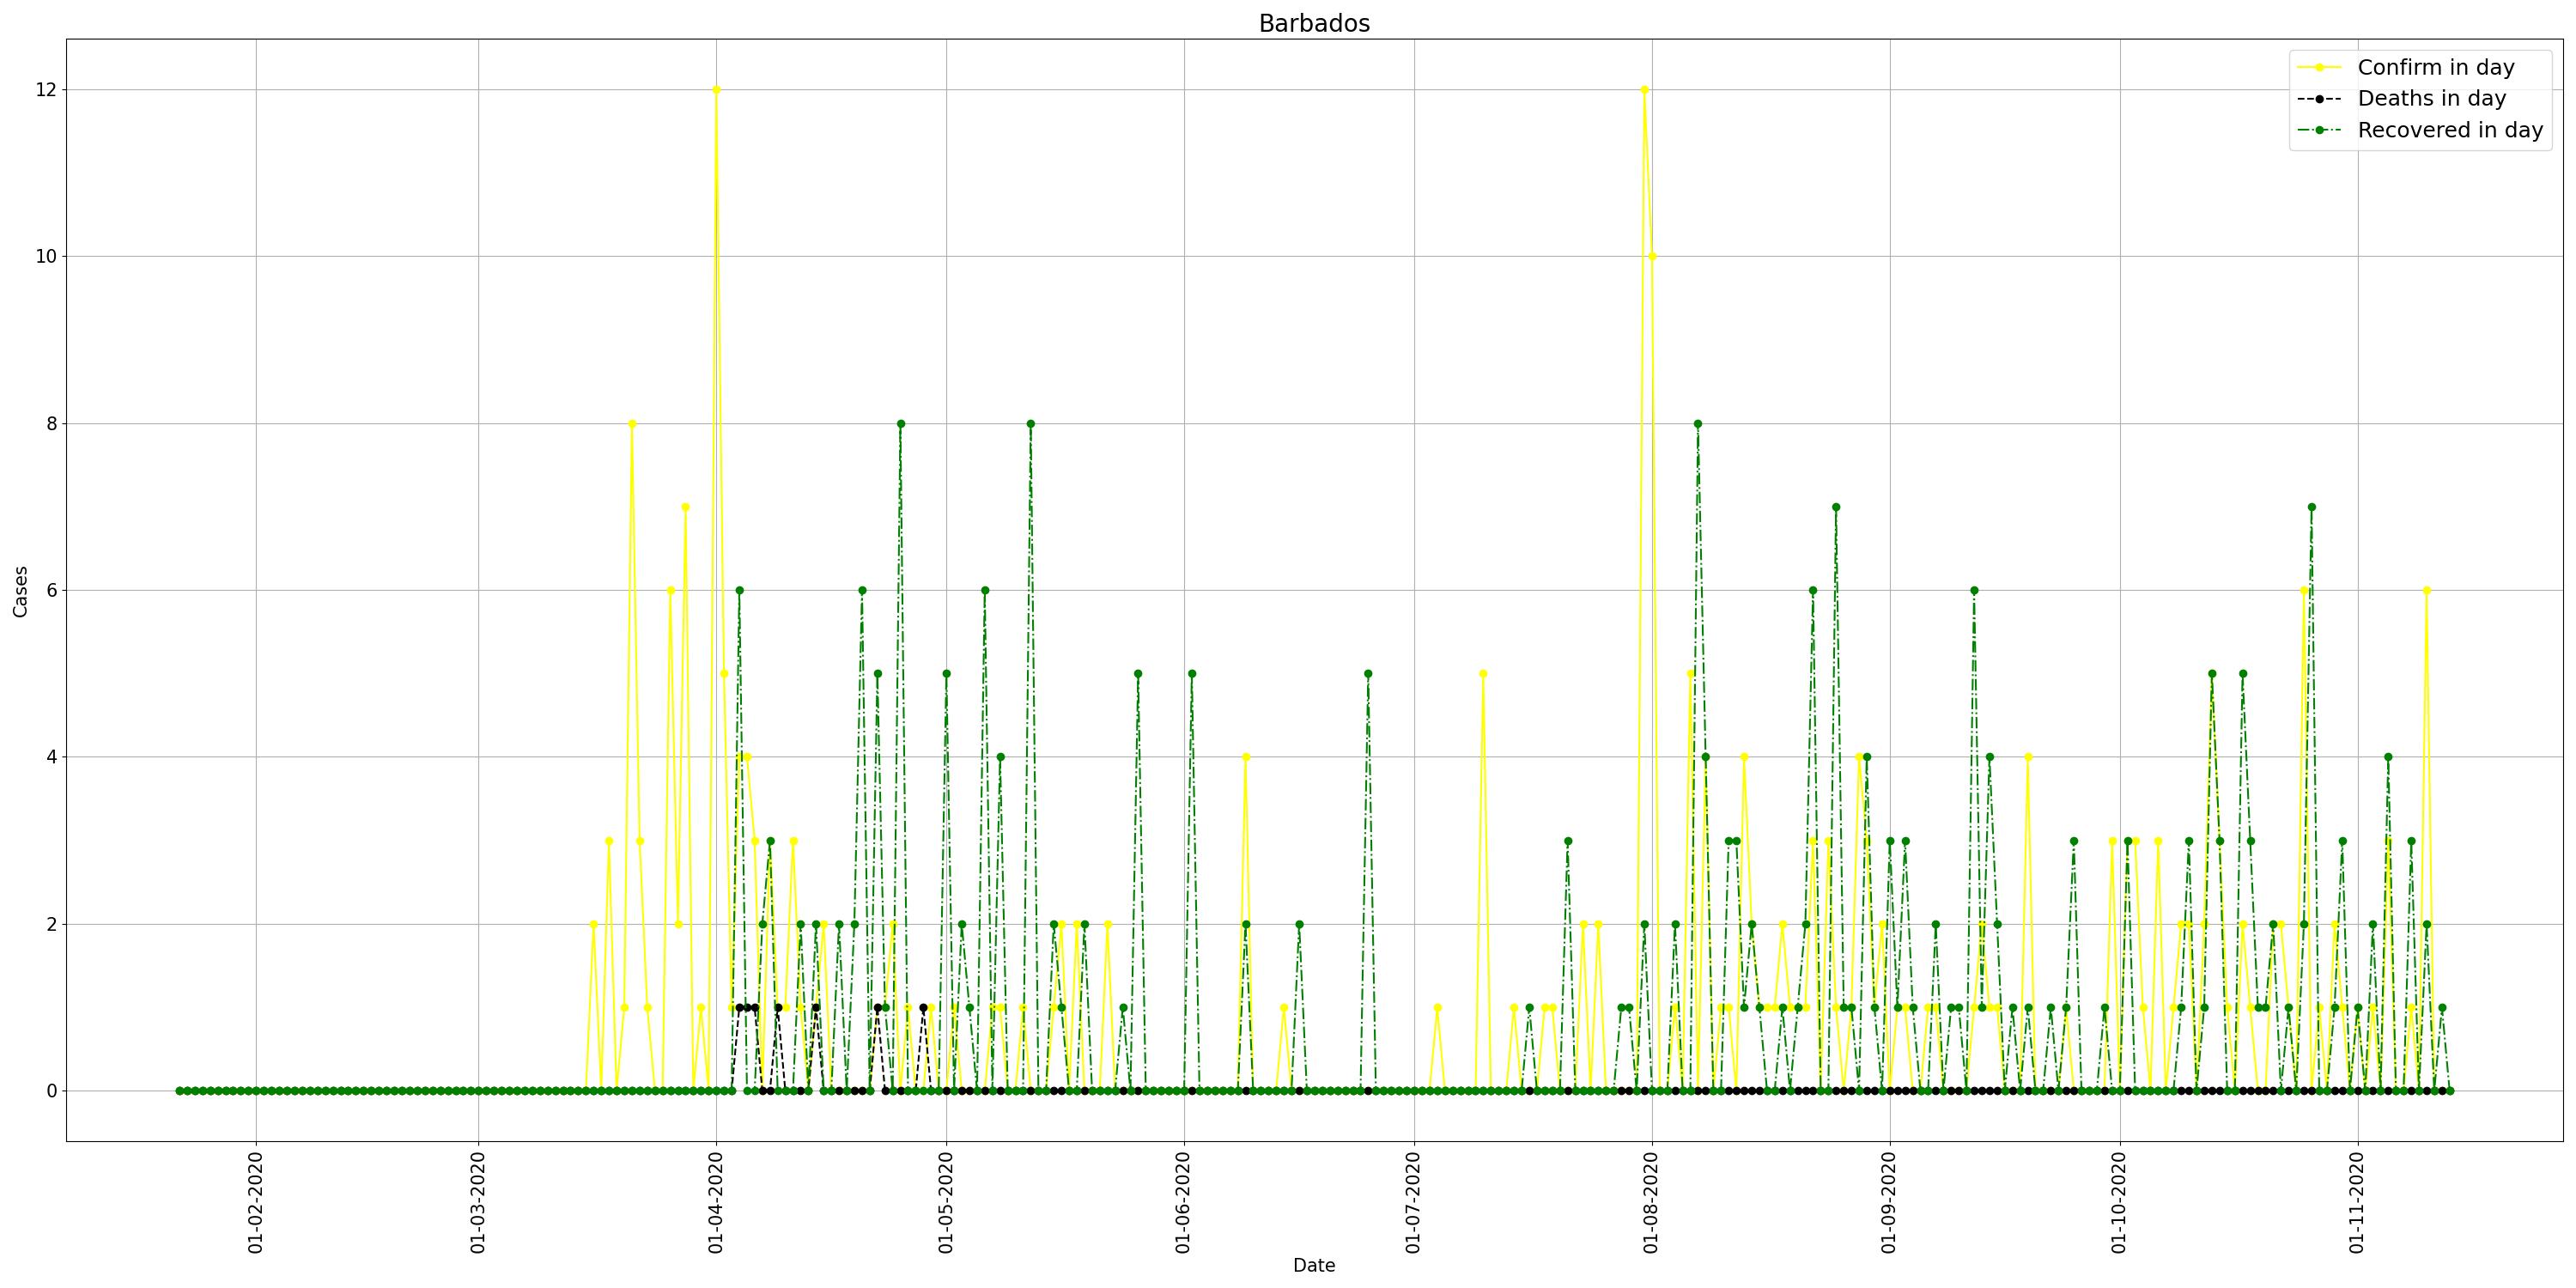 Barbados
Confirm in day
Deaths in day
Recovered in day
12
10
8
6
4
2
0
Cases
01-02-2020
01-03-2020
01-04-2020
01-05-2020
01-06-2020
01-07-2020
01-08-2020
01-09-2020
01-10-2020
01-11-2020
Date